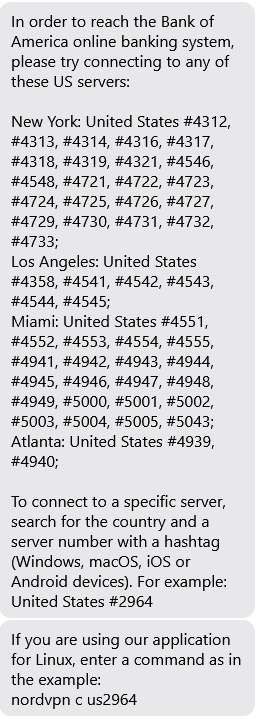 In order to reach the Bank of
America online banking system,
please try connecting to any of
these US servers:
New York: United States #4312,
#4313, #4314, #4316, #4317,
#4318, #4319, #4321, #4546,
#4548, #4721, #4722, #4723,
#4724, #4725, #4726, #4727,
#4729, #4730, #4731, #4732,
#4733;
Los Angeles: United States
#4358, #4541, #4542, #4543,
#4544, #4545;
Miami: United States #4551,
#4552, #4553, #4554, #4555,
#4941, #4942, #4943, #4944,
#4945, #4946, #4947, #4948,
#4949, #5000, #5001, #5002,
#5003, #5004, #5005, #5043;
Atlanta: United States #4939,
#4940;
To connect to a specific server,
search for the country and a
server number with a hashtag
(Windows, macOS, iOS or
Android devices). For example:
United States #2964
If you are using our application
for Linux, enter a command as in
the example:
nordvpn c us2964